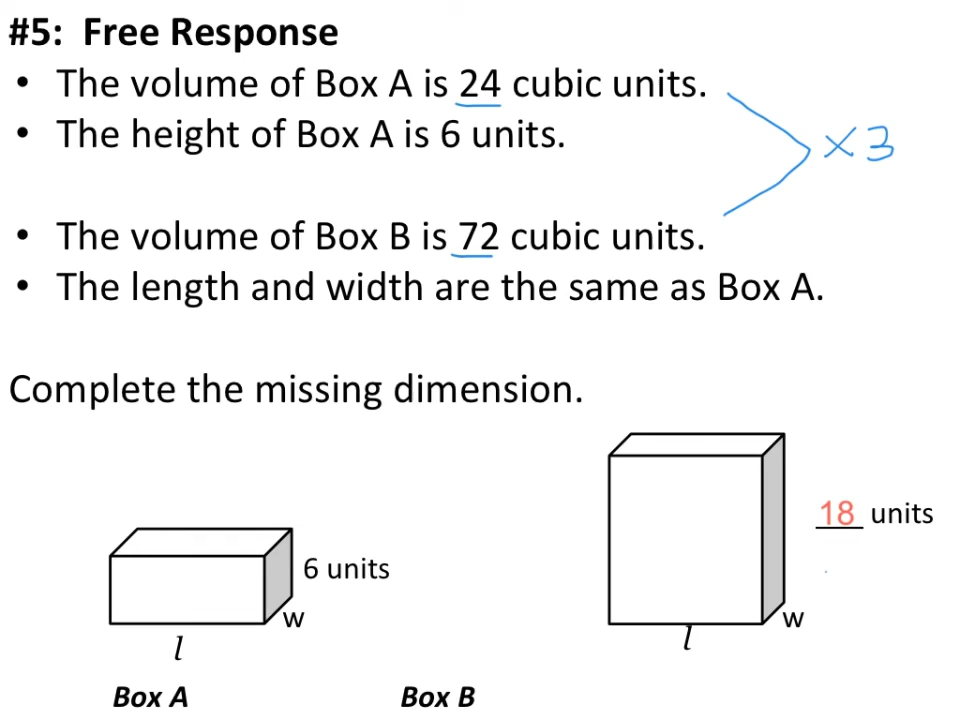 #5: Free Response
• The volume of Box A is 24 cubic units.
• The height of Box A is 6 units.
×3
• The volume of Box B is 72 cubic units.
• The length and width are the same as Box A.
Complete the missing dimension.
18 units
6 units
w
w
l
l
Box A
Box B